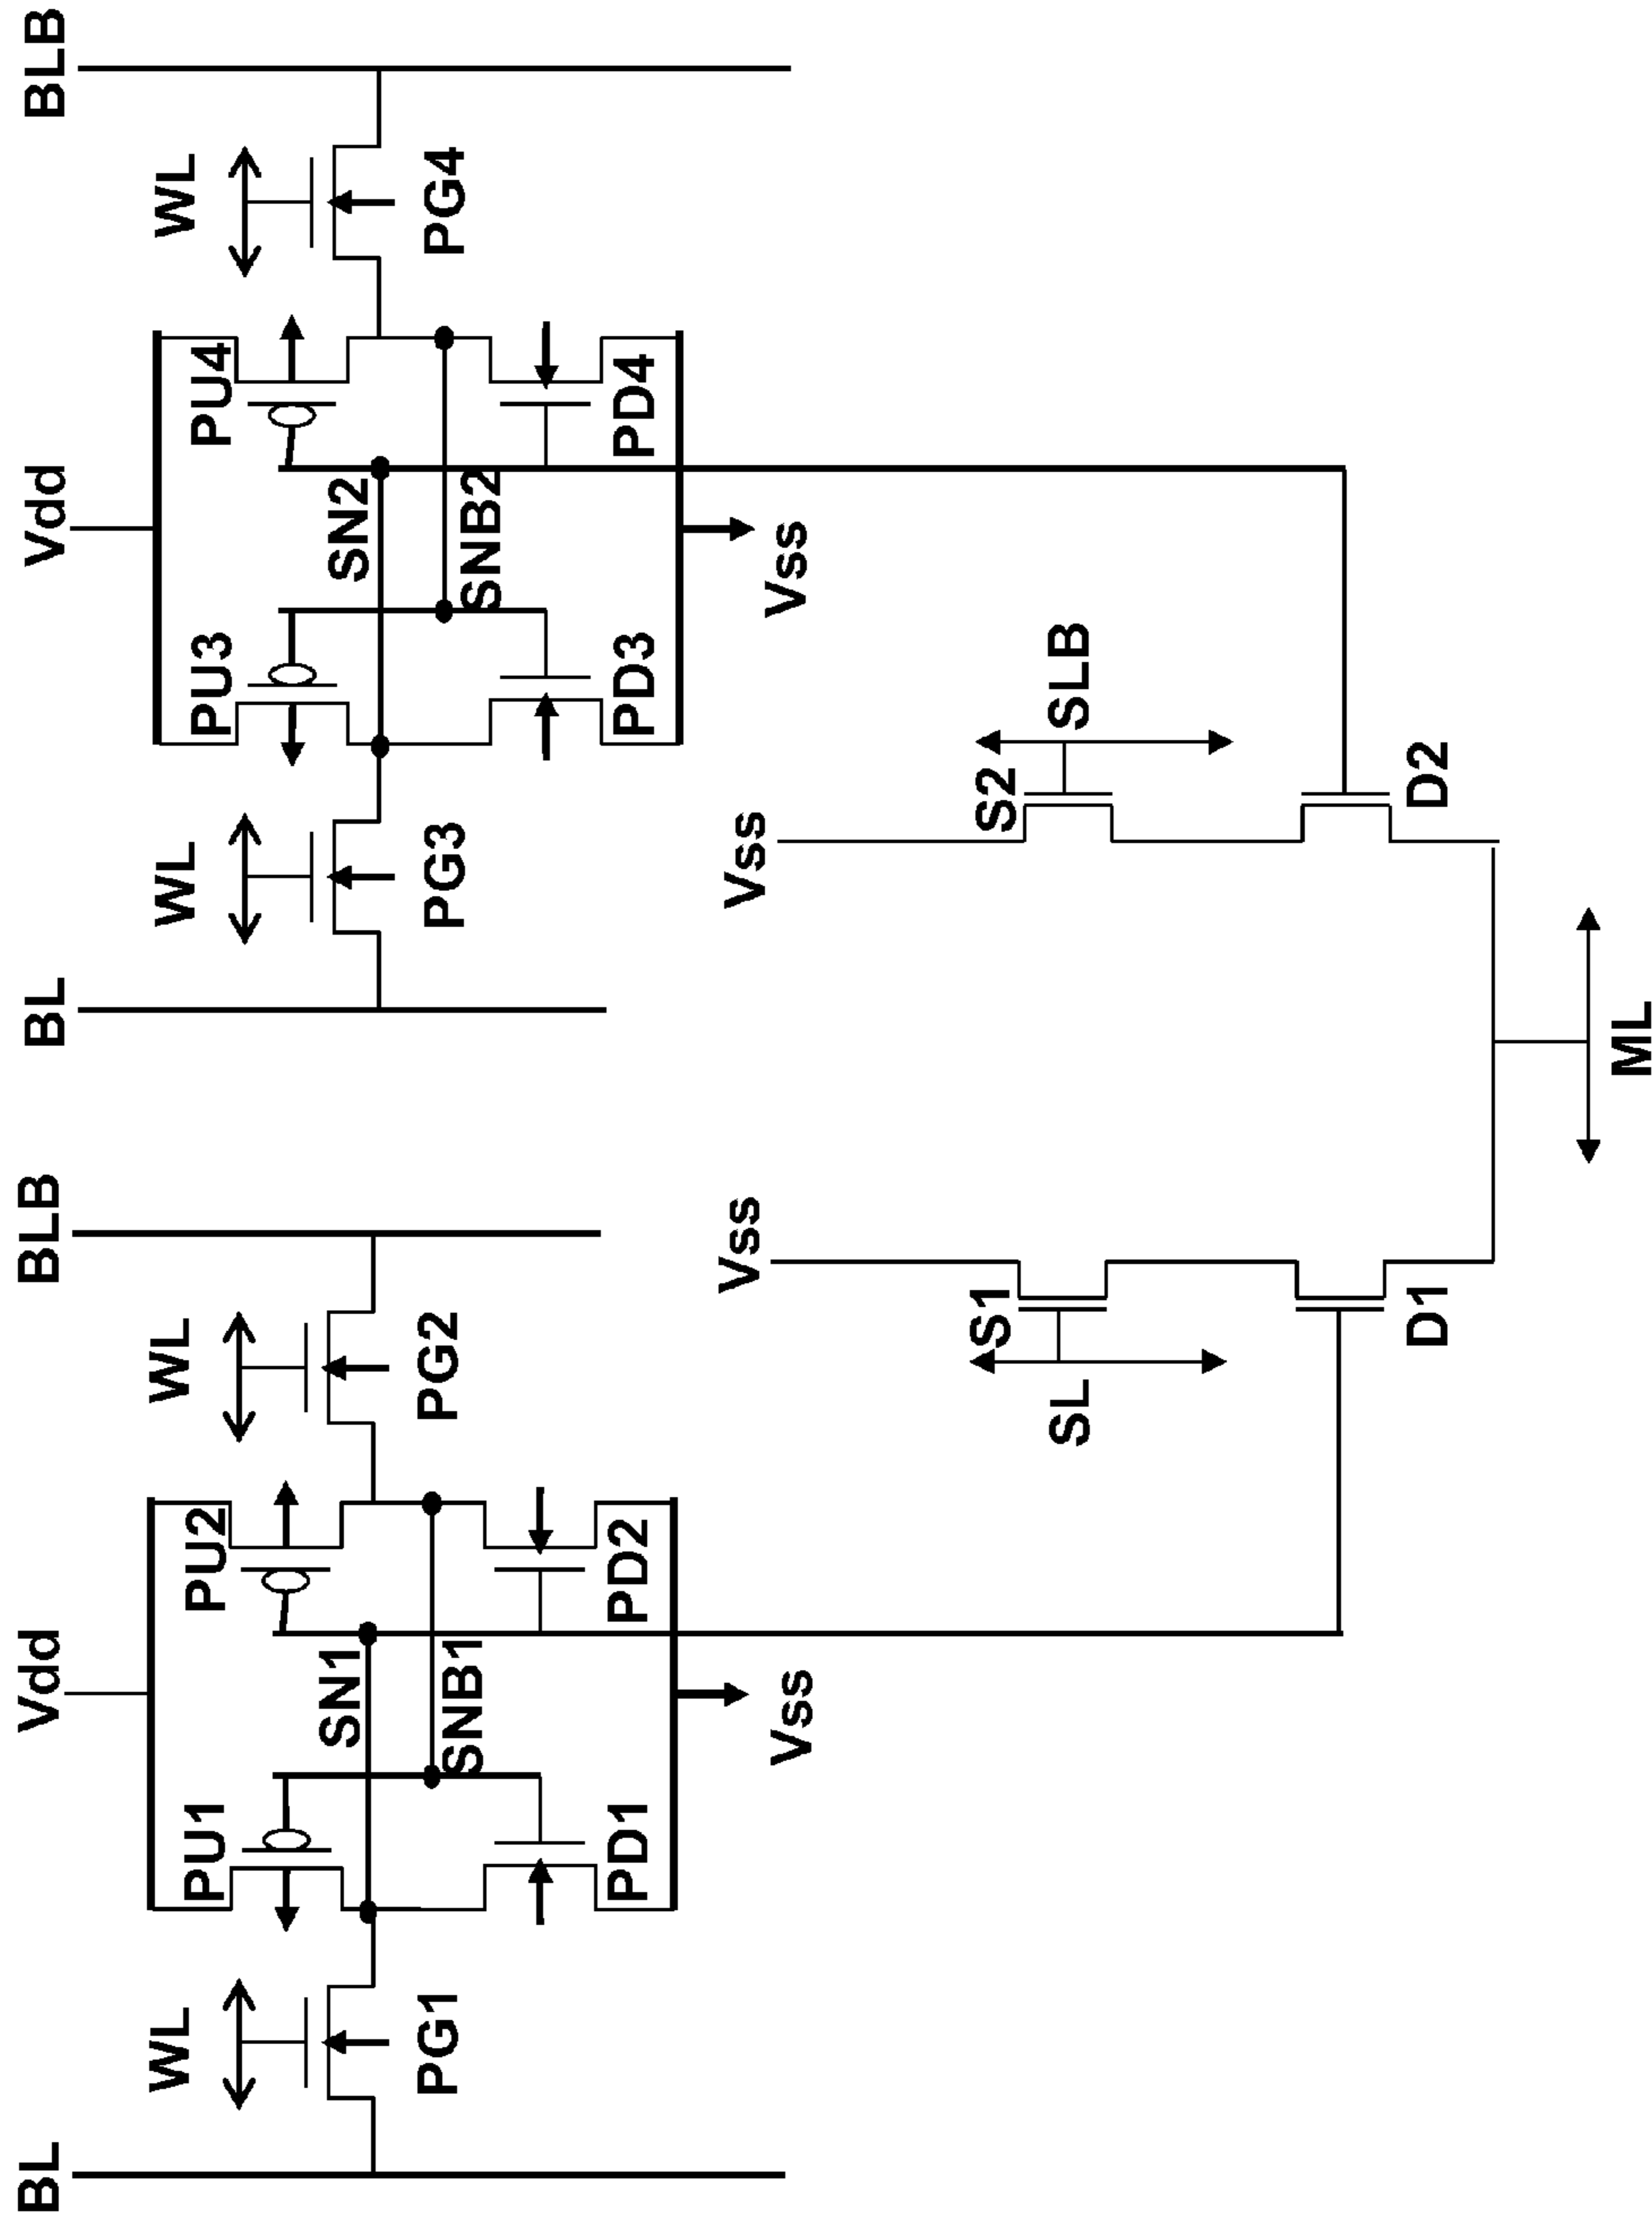 BL
Vdd
BLB
BL
Vdd
BLB
WL
WL
WL
WL
PU1
PU2
PU3
PU4
SN1
SN2
PG1
SNB1
PG2
PG3
SNB2
PG4
PD1
PD2
PD3
PD4
Vss
Vss
Vss
Vss
S1
S2
SL
SLB
D1
D2
ML